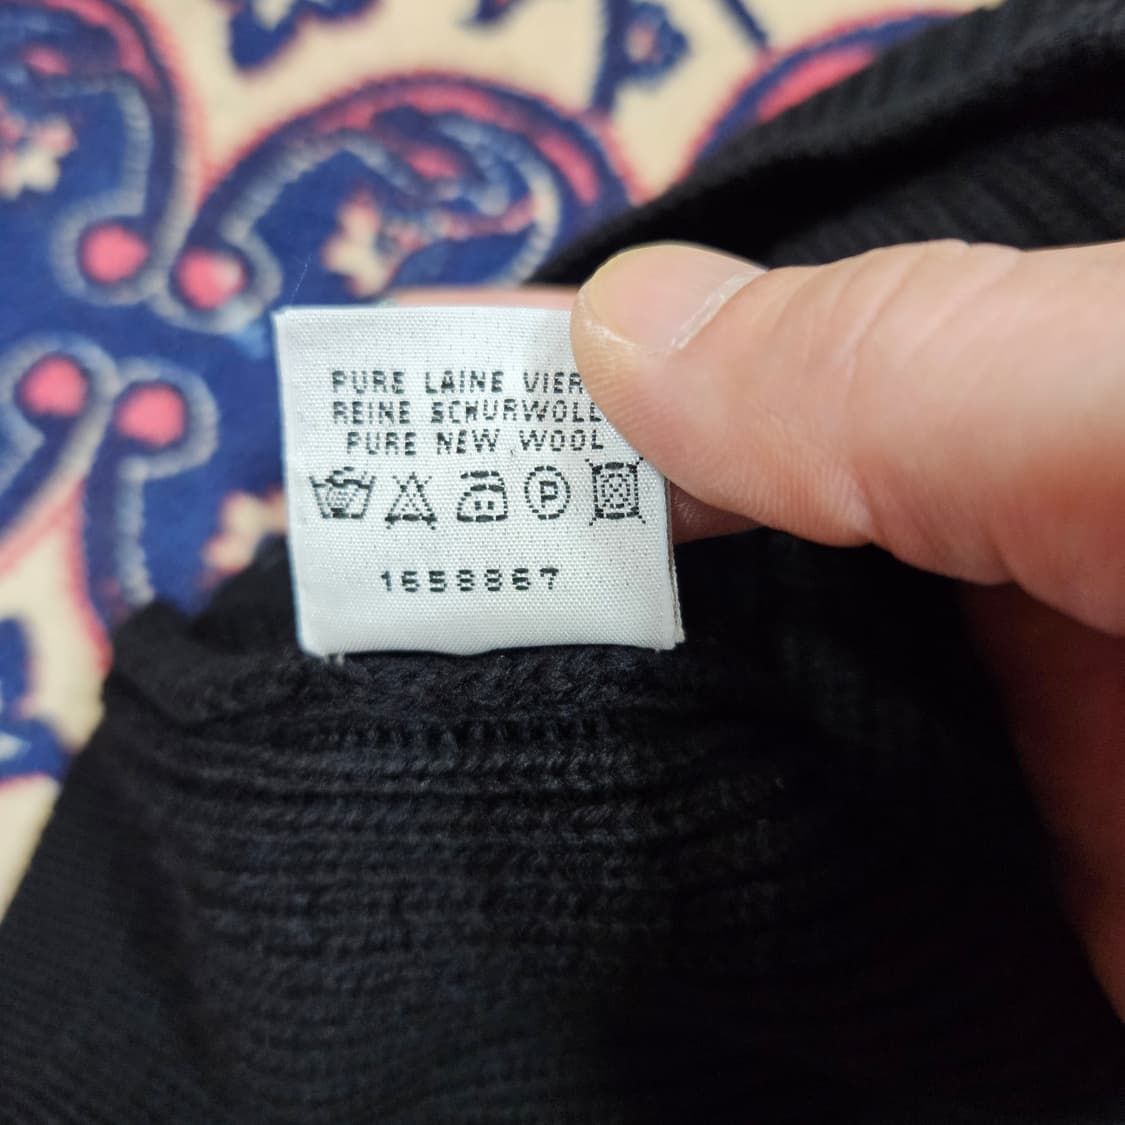 PURE LAINE VIER
REINE SCHURWOLL
PURE NEW WOOL
P